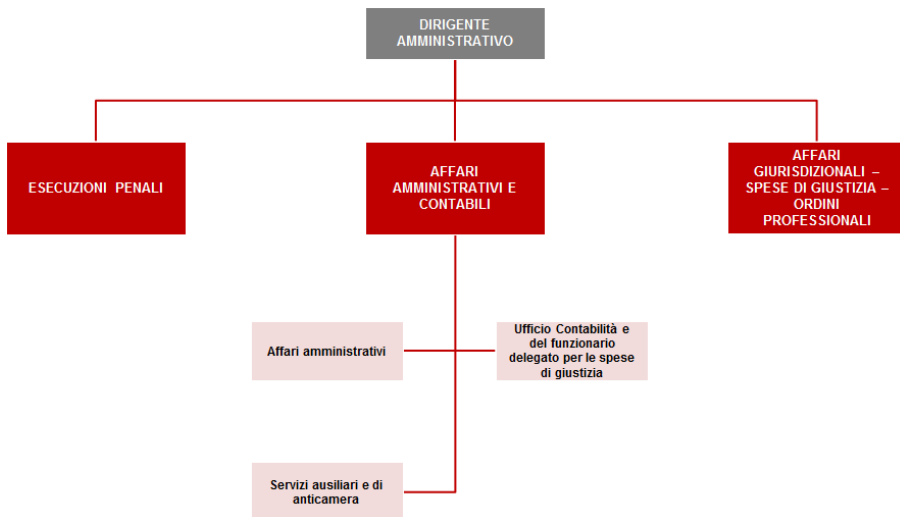 DIRIGENTE
AMMINISTRATIVO
ESECUZIONI PENALI
AFFARI
AMMINISTRATIVI E
CONTABILI
AFFARI
GIURISDIZIONALI –
SPESE DI GIUSTIZIA –
ORDINI
PROFESSIONALI
Affari amministrativi
Ufficio Contabilità e
del funzionario
delegato per le spese
di giustizia
Servizi ausiliari e di
anticamera